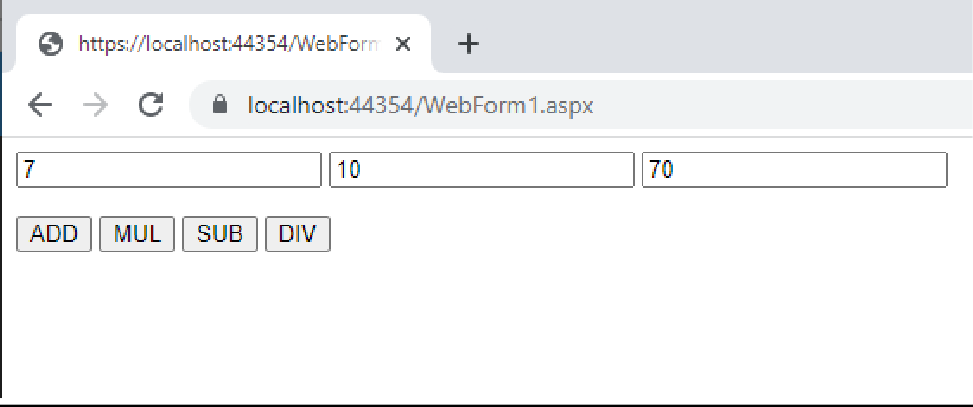 https://localhost:44354/WebForm
localhost:44354/WebForm1.aspx
7 10 70
ADD MUL SUB DIV